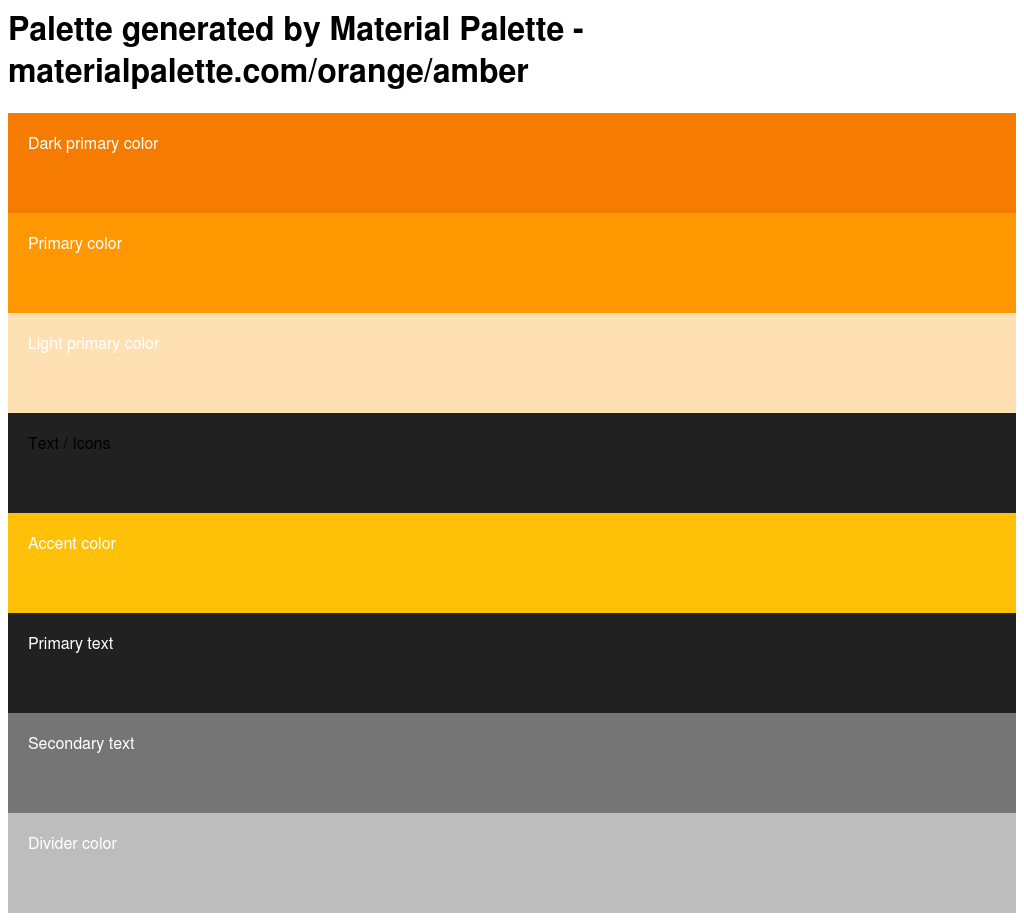 Palette generated by Material Palette -
materialpalette.com/orange/amber
Dark primary color
Primary color
Light primary color
Text / Icons
Accent color
Primary text
Secondary text
Divider color